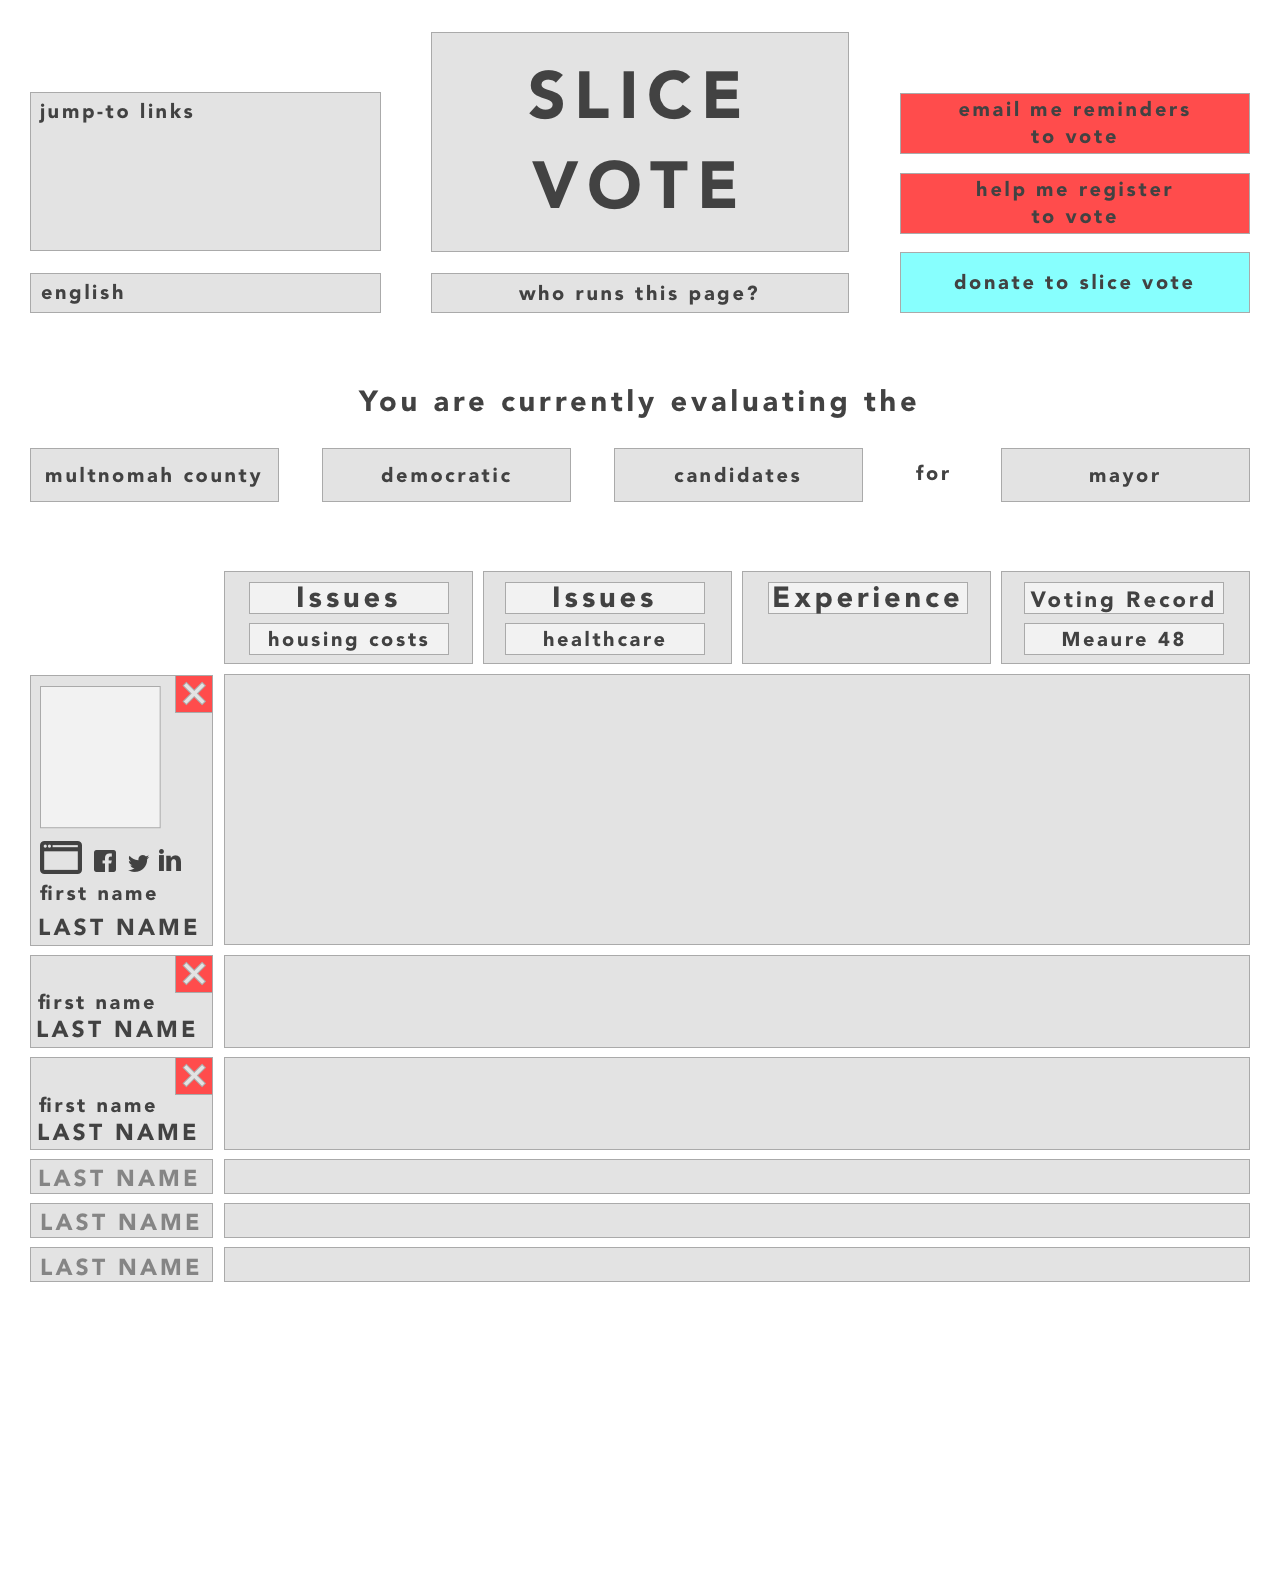 jump-to links
english
SLICE
VOTE
who runs this page?
email me reminders
to vote
help me register
to vote
donate to slice vote
You are currently evaluating the
multnomah county
democratic
candidates
for
mayor
Issues
housing costs
Issues
healthcare
Experience
Voting Record
Meaure 48
first name
LAST NAME
first name
LAST NAME
first name
LAST NAME
LAST NAME
LAST NAME
LAST NAME